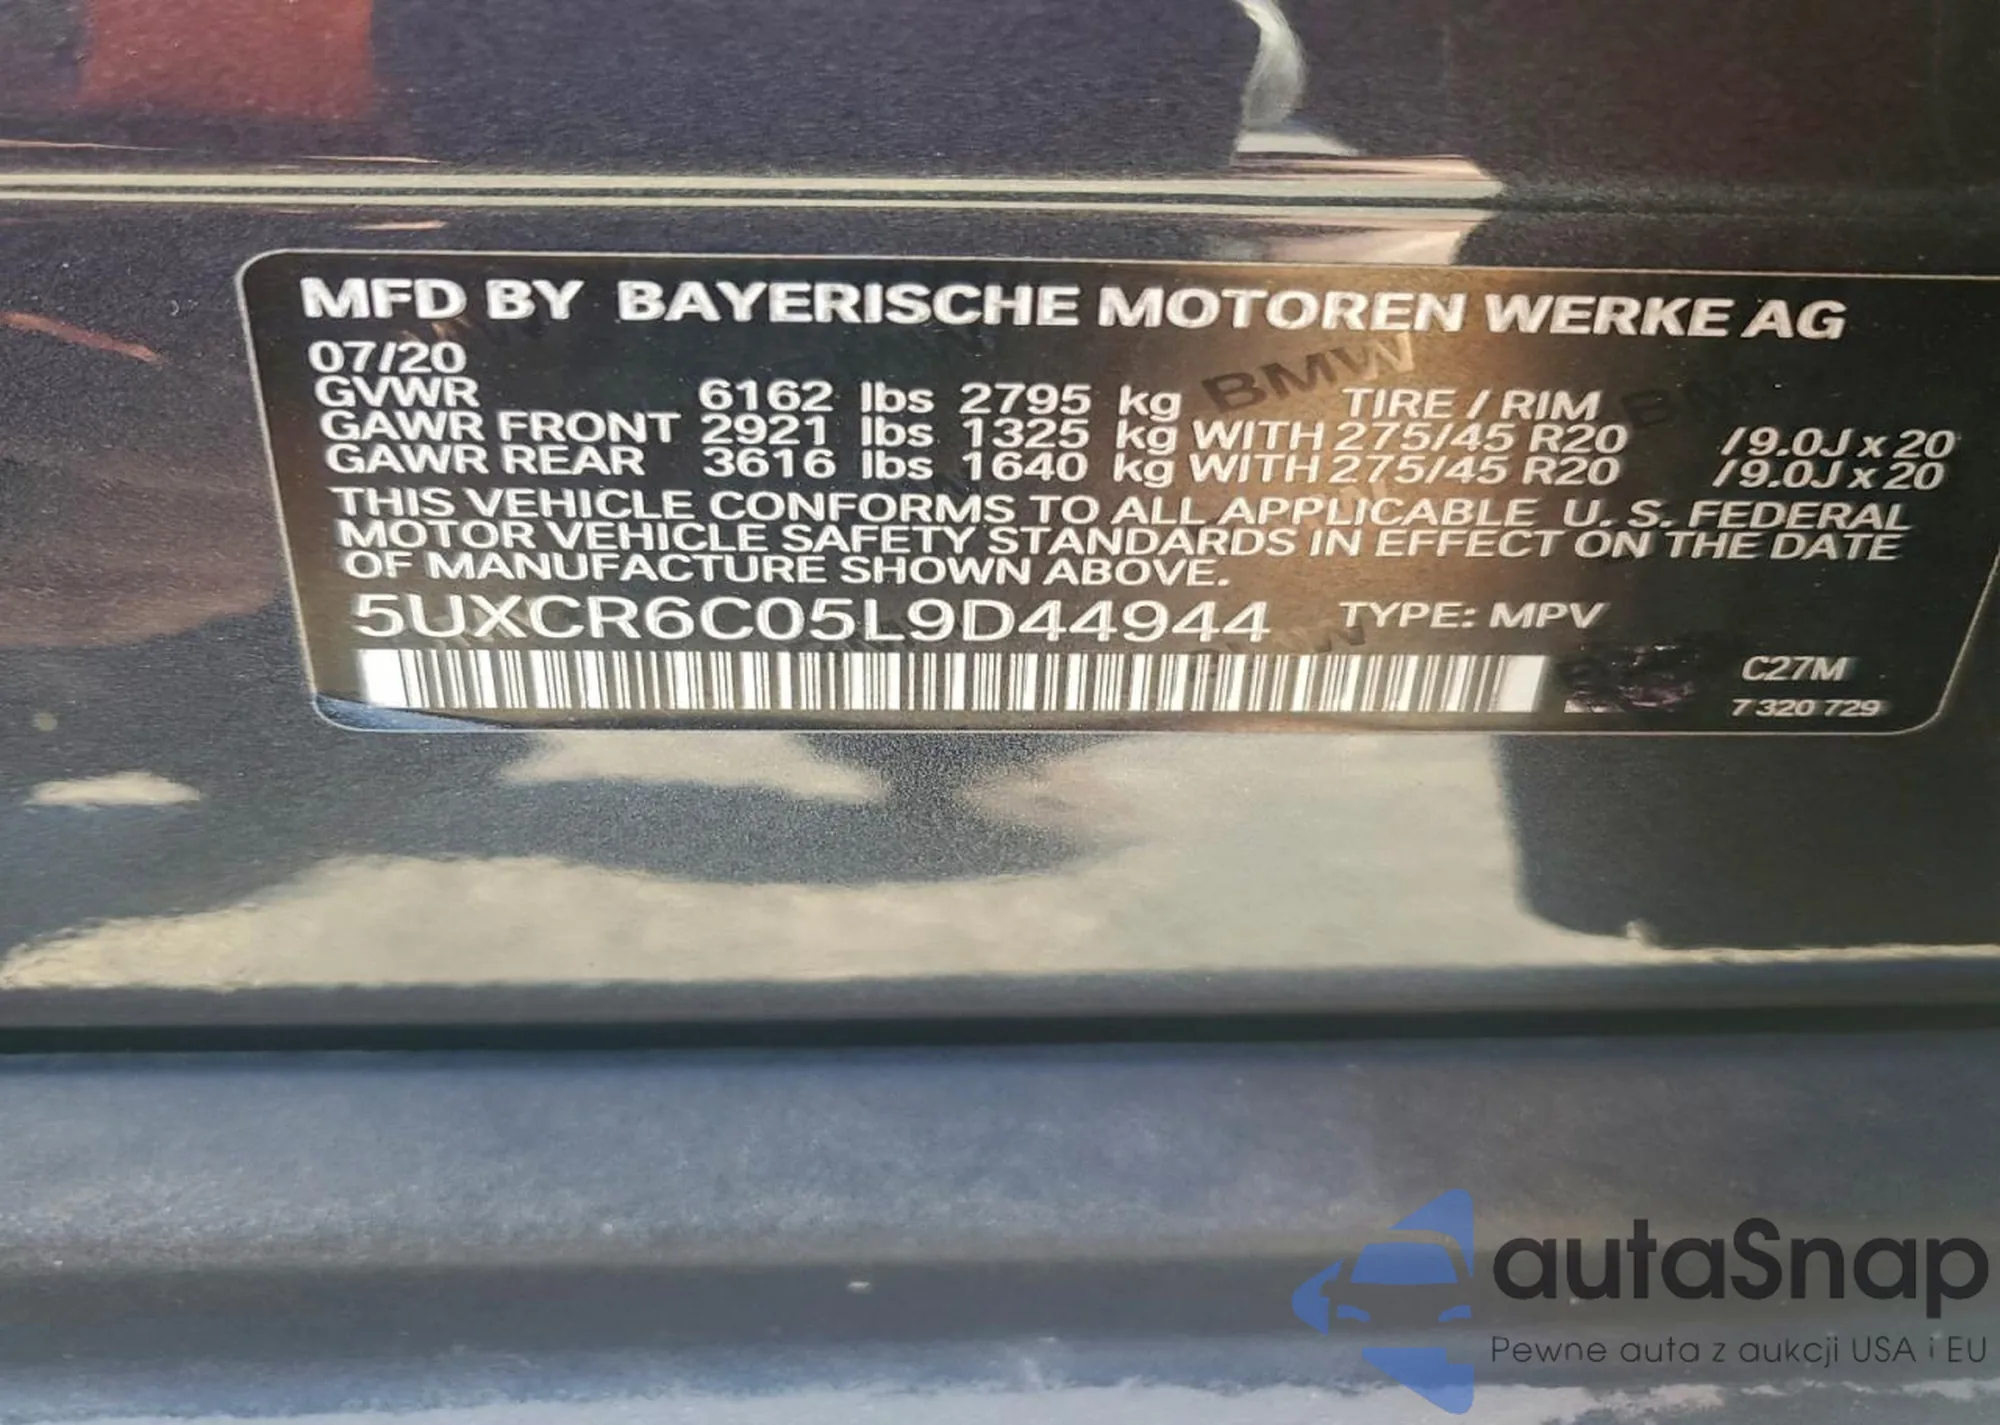 MFD BY BAYERISCHE MOTOREN WERKE AG
07/20
GVWR 6162 lbs 2795 kg TIRE / RIM
GAWR FRONT 2921 lbs 1325 kg WITH 275/45 R20 / 9.0J x 20
GAWR REAR 3616 lbs 1640 kg WITH 275/45 R20 / 9.0J x 20
THIS VEHICLE CONFORMS TO ALL APPLICABLE U. S. FEDERAL
MOTOR VEHICLE SAFETY STANDARDS IN EFFECT ON THE DATE
OF MANUFACTURE SHOWN ABOVE.
5UXCR6C05L9D44944 TYPE: MPV
C27M
7 320 729
BMW
autaSnap
Pewne auta z aukcji USA i EU